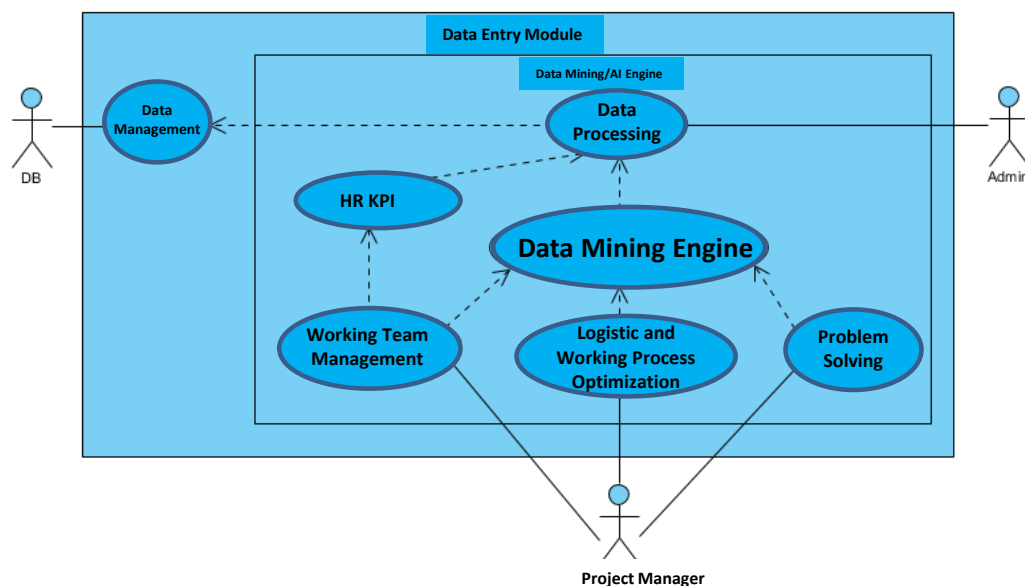 Data Entry Module
Data Mining/AI Engine
Data
Management
Data
Processing
DB
Admin
HR KPI
Data Mining Engine
Working Team
Management
Logistic and
Working Process
Optimization
Problem
Solving
Project Manager